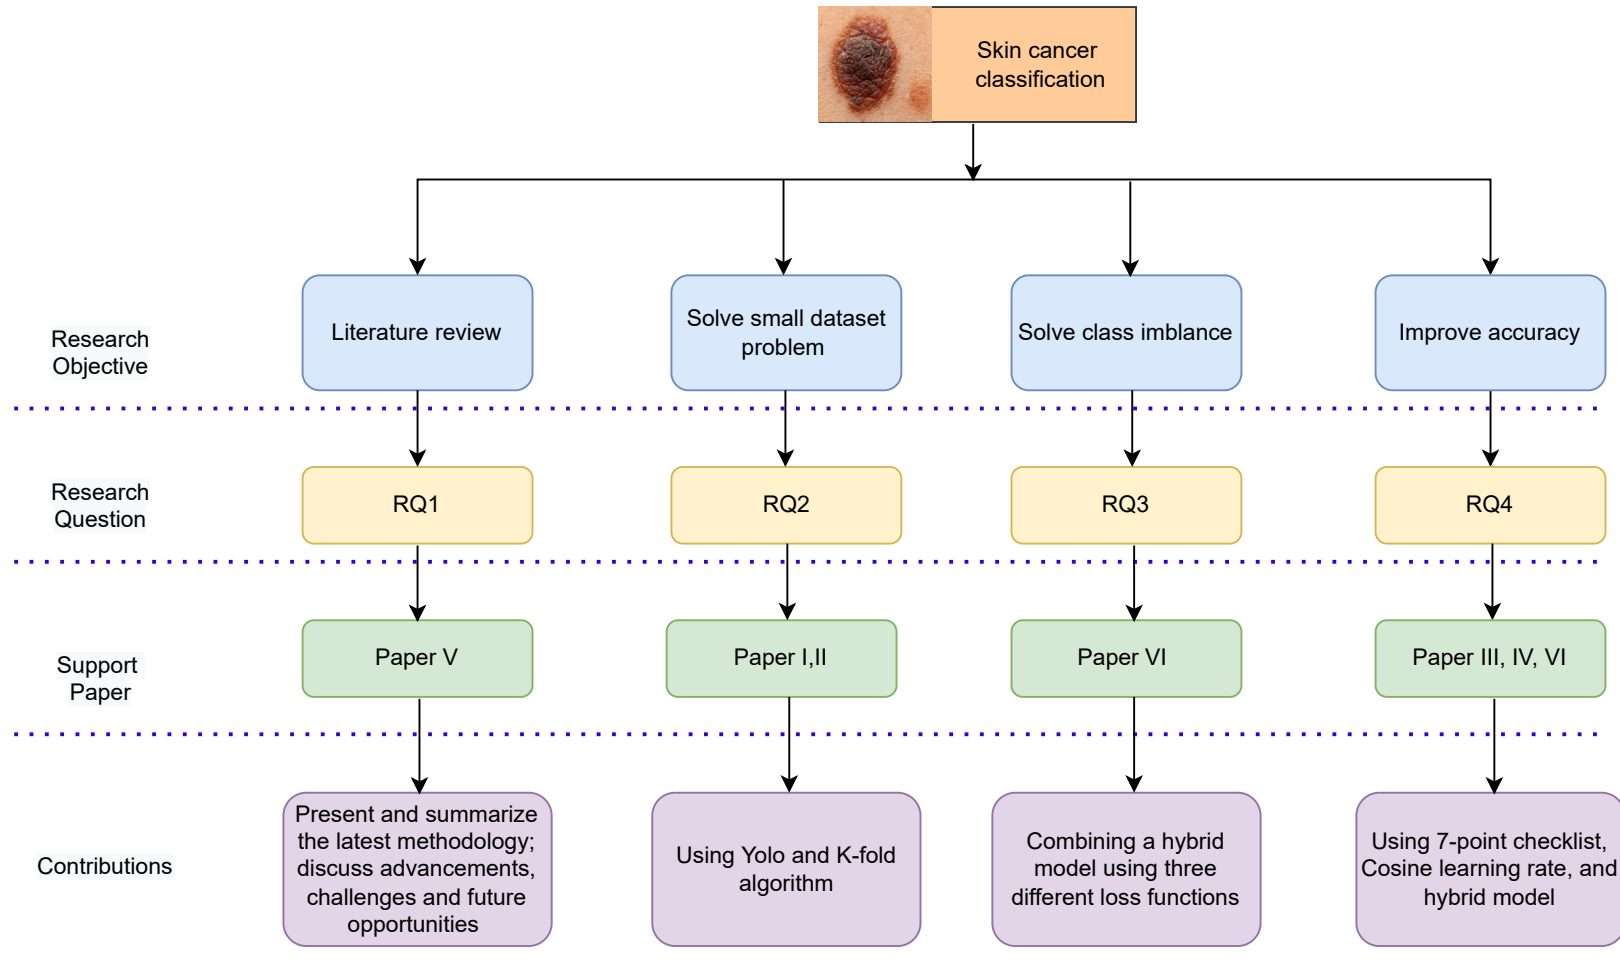 Skin cancer
classification
Research
Objective
Literature review
Solve small dataset
problem
Solve class imblance
Improve accuracy
Research
Question
RQ1
RQ2
RQ3
RQ4
Support
Paper
Paper V
Paper I,II
Paper VI
Paper III, IV, VI
Contributions
Present and summarize
the latest methodology;
discuss advancements,
challenges and future
opportunities
Using Yolo and K-fold
algorithm
Combining a hybrid
model using three
different loss functions
Using 7-point checklist,
Cosine learning rate, and
hybrid model